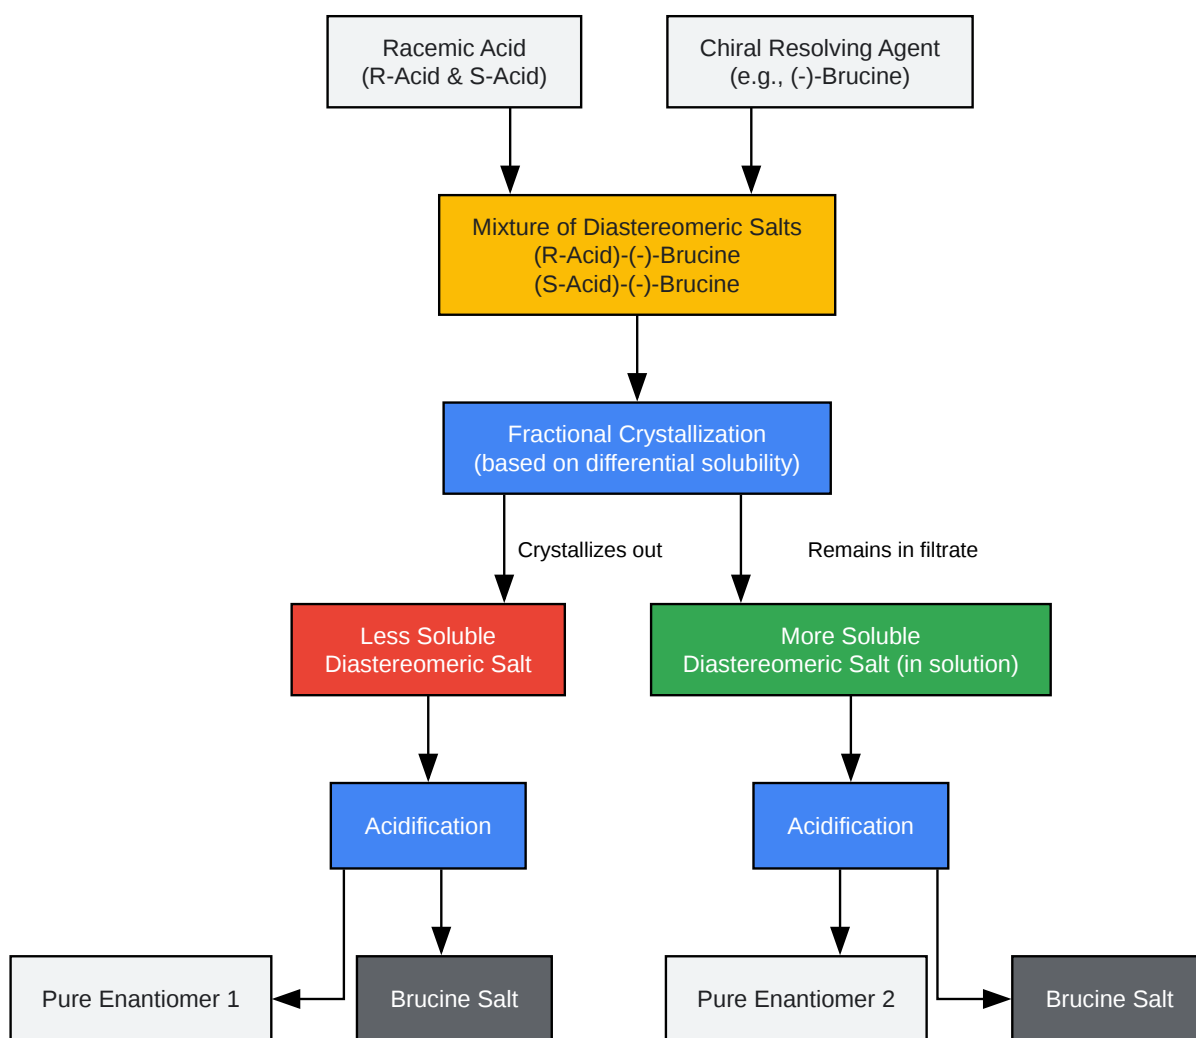 Racemic Acid
(R-Acid & S-Acid)
Chiral Resolving Agent
(e.g., (-)-Brucine)
Mixture of Diastereomeric Salts
(R-Acid)-(-)-Brucine
(S-Acid)-(-)-Brucine
Fractional Crystallization
(based on differential solubility)
Crystallizes out
Remains in filtrate
Less Soluble
Diastereomeric Salt
More Soluble
Diastereomeric Salt (in solution)
Acidification
Acidification
Pure Enantiomer 1
Brucine Salt
Pure Enantiomer 2
Brucine Salt